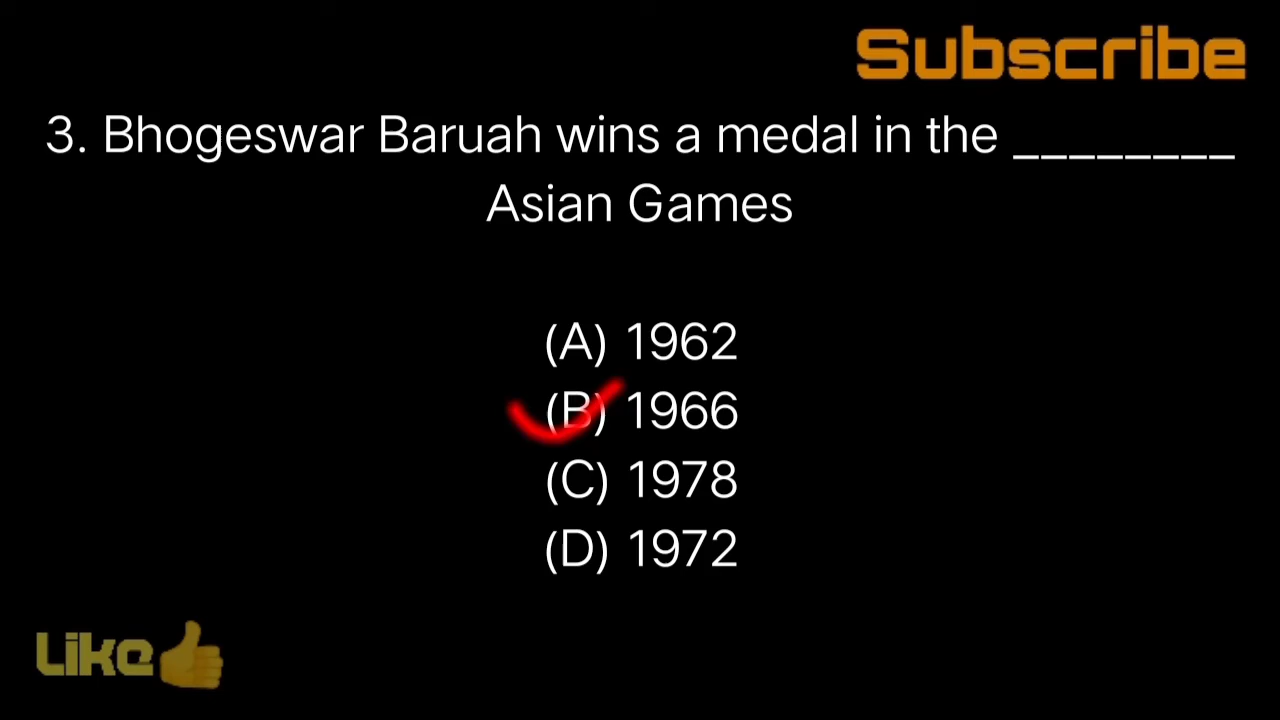 Subscribe
3. Bhogeswar Baruah wins a medal in the ________
Asian Games
(A) 1962
(B) 1966
(C) 1978
(D) 1972
Like